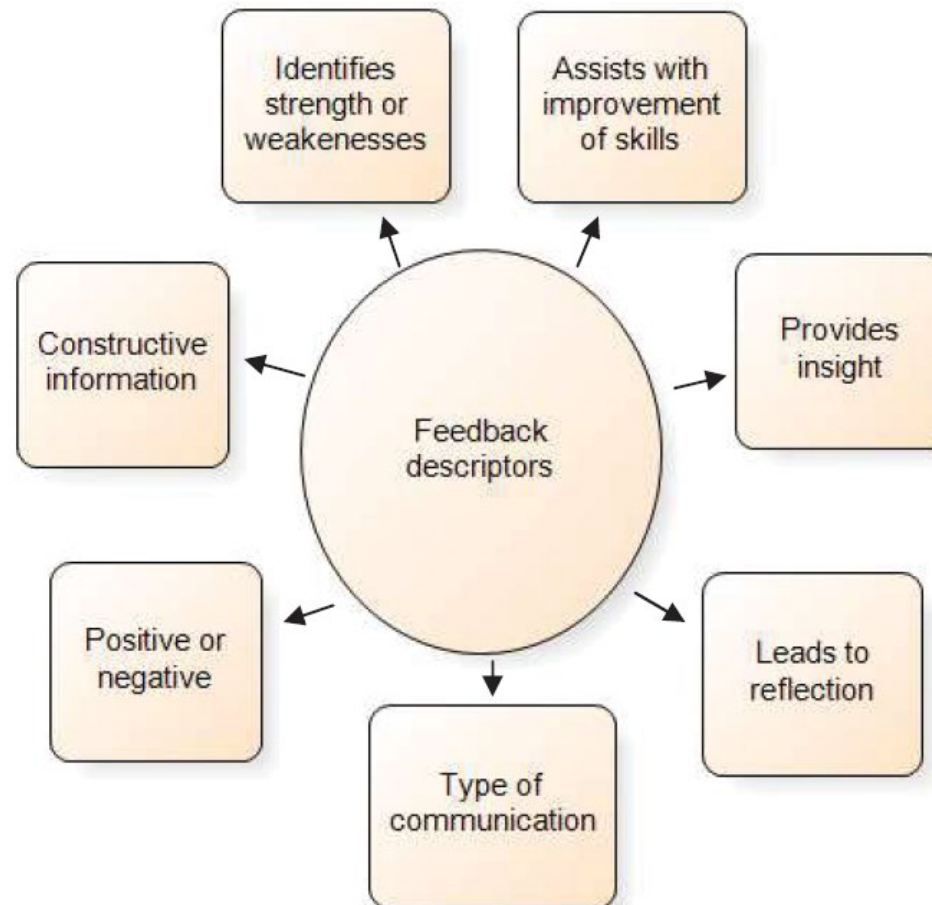 Identifies
strength or
weakenesses
Assists with
improvement
of skills
Constructive
information
Provides
insight
Feedback
descriptors
Positive or
negative
Leads to
reflection
Type of
communication